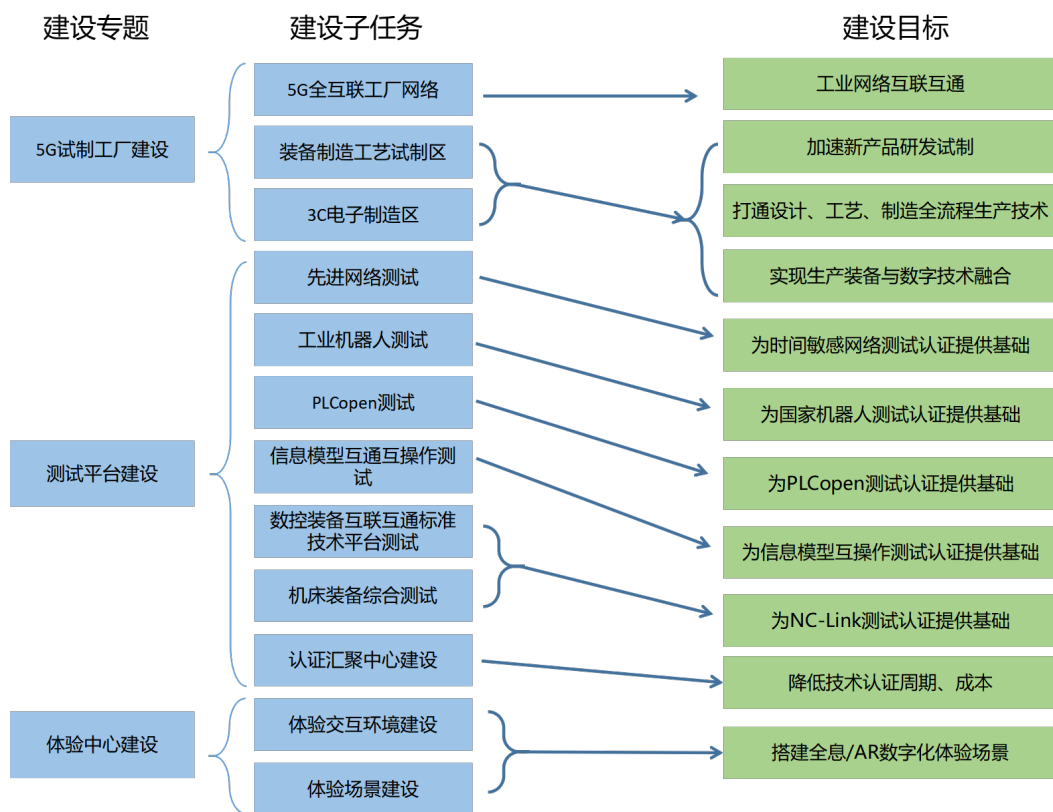 建设专题
建设子任务
建设目标
5G试制工厂建设
测试平台建设
体验中心建设
5G全互联工厂网络
装备制造工艺试制区
3C电子制造区
先进网络测试
工业机器人测试
PLCopen测试
信息模型互通互操作测
试
数控装备互联互通标准
技术平台测试
机床装备综合测试
认证汇聚中心建设
体验交互环境建设
体验场景建设
工业网络互联互通
加速新产品研发试制
打通设计、工艺、制造全流程生产技术
实现生产装备与数字技术融合
为时间敏感网络测试认证提供基础
为国家机器人测试认证提供基础
为PLCopen测试认证提供基础
为信息模型互操作测试认证提供基础
为NC-Link测试认证提供基础
降低技术认证周期、成本
搭建全息/AR数字化体验场景